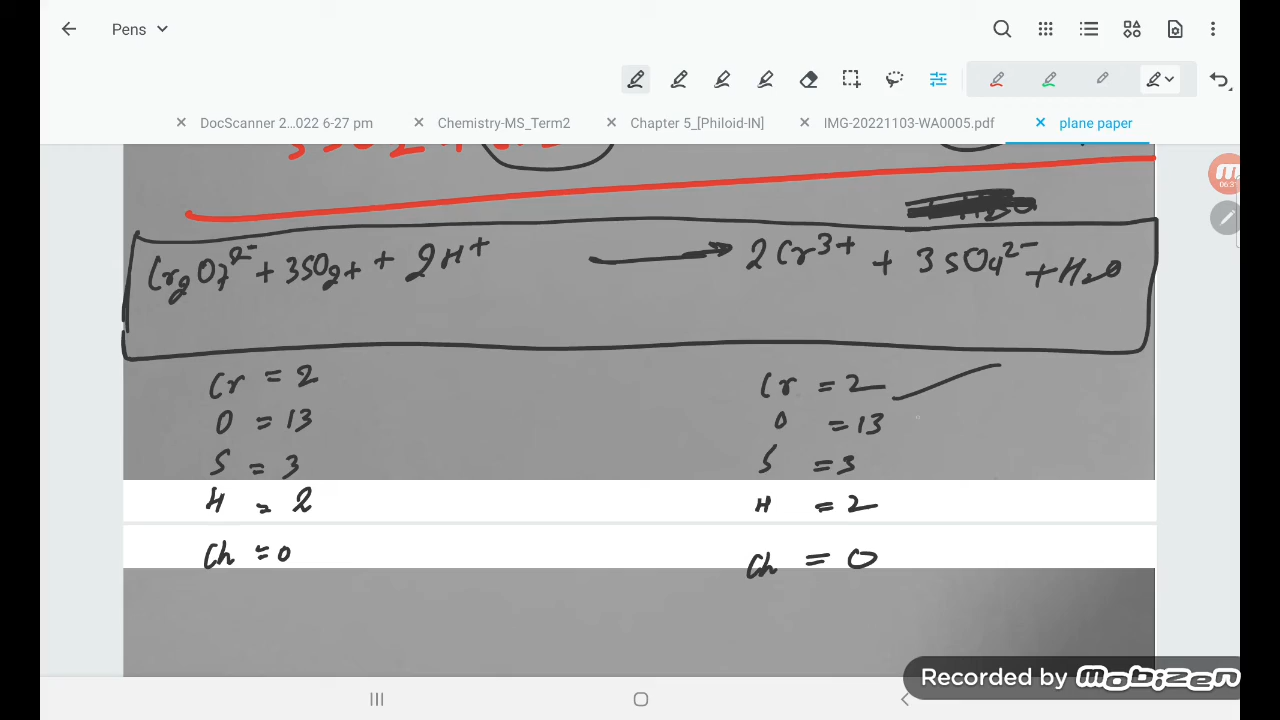 Pens
DocScanner 2...022 6-27 pm
Chemistry-MS_Term2
Chapter 5_[Philoid-IN]
IMG-20221103-WA0005.pdf
plane paper
Cr2O7 2- + 3SO2+ + 2H+ → 2Cr3+ + 3SO4 2- + H2O
Cr = 2
Cr = 2
O = 13
O = 13
S = 3
S = 3
H = 2
H = 2
Ch = 0
Ch = 0
Recorded by mobizen